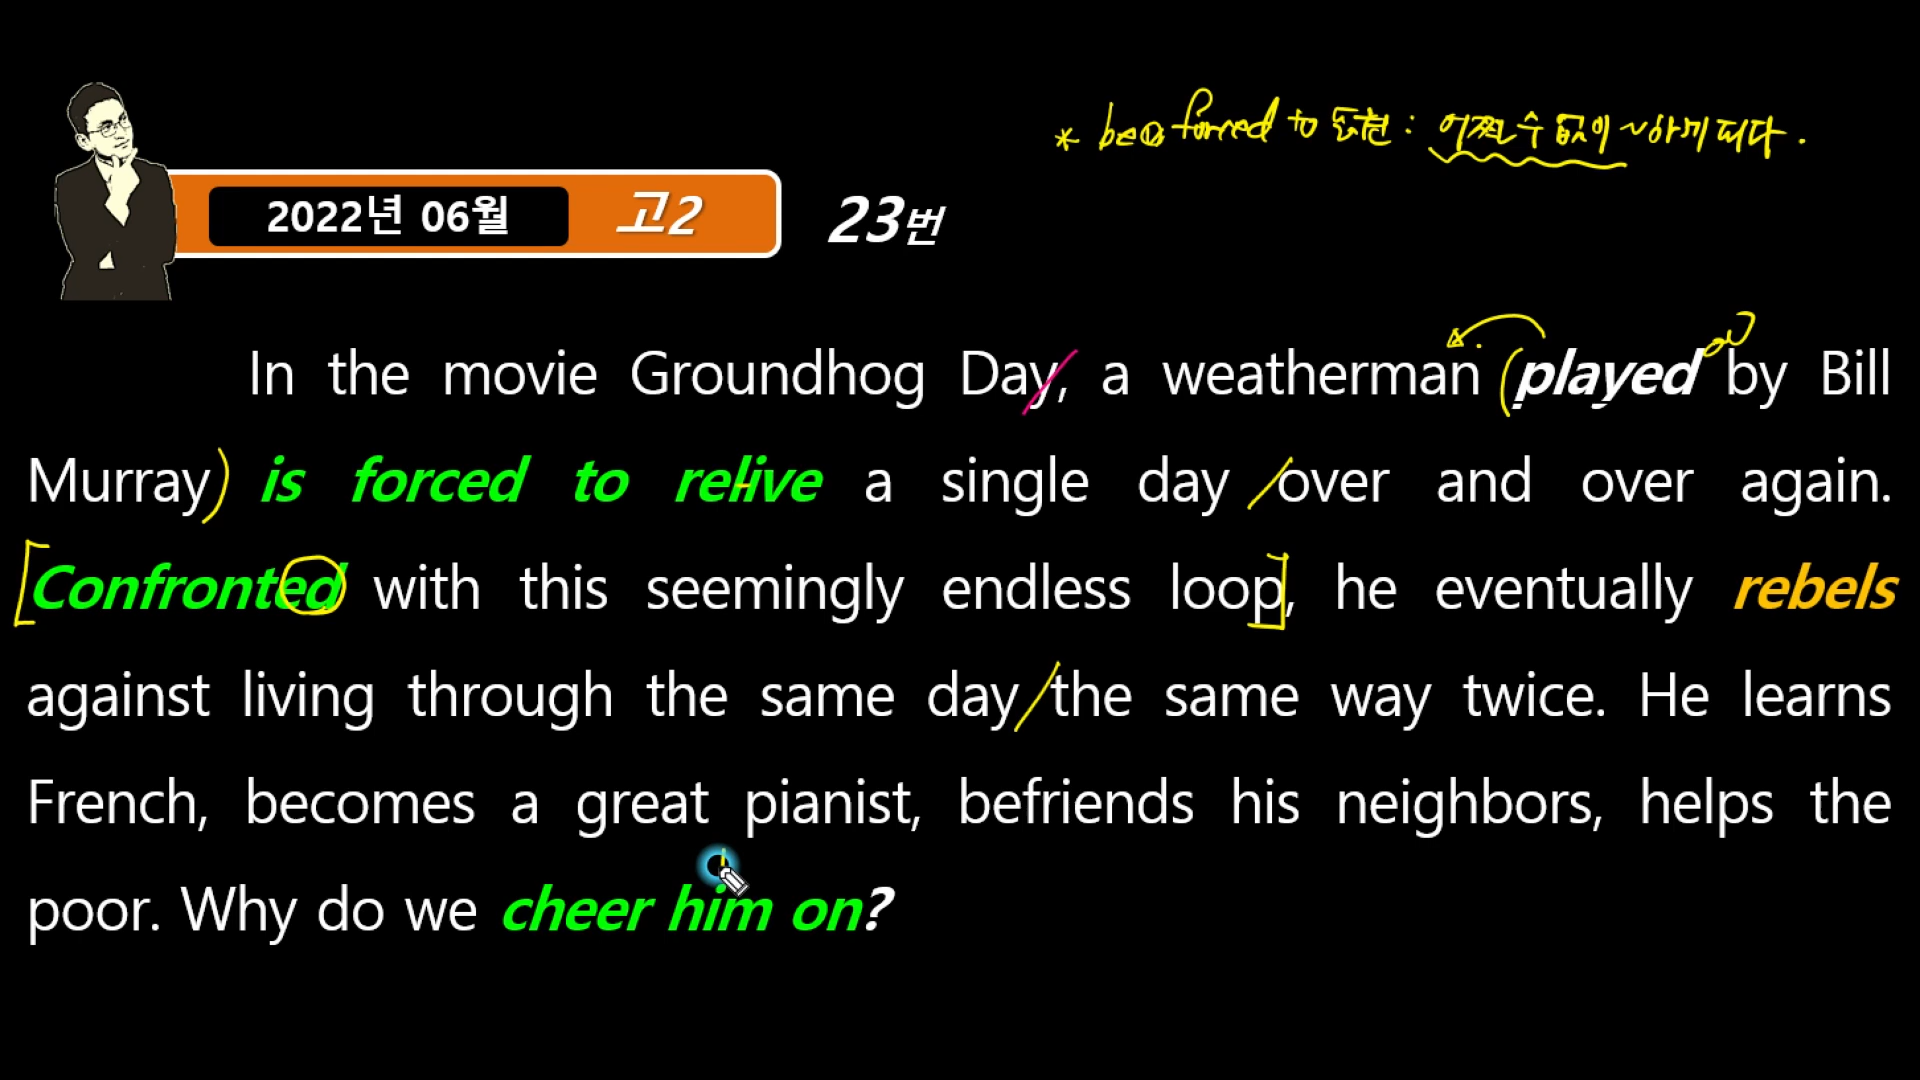 * be forced to 동원 : 어쩔 수 없이 ~하게 되다.
2022년 06월 고2 23번
In the movie Groundhog Day, a weatherman (played by Bill
Murray) is forced to relive a single day / over and over again.
[Confronted with this seemingly endless loop], he eventually rebels
against living through the same day / the same way twice. He learns
French, becomes a great pianist, befriends his neighbors, helps the
poor. Why do we cheer him on?